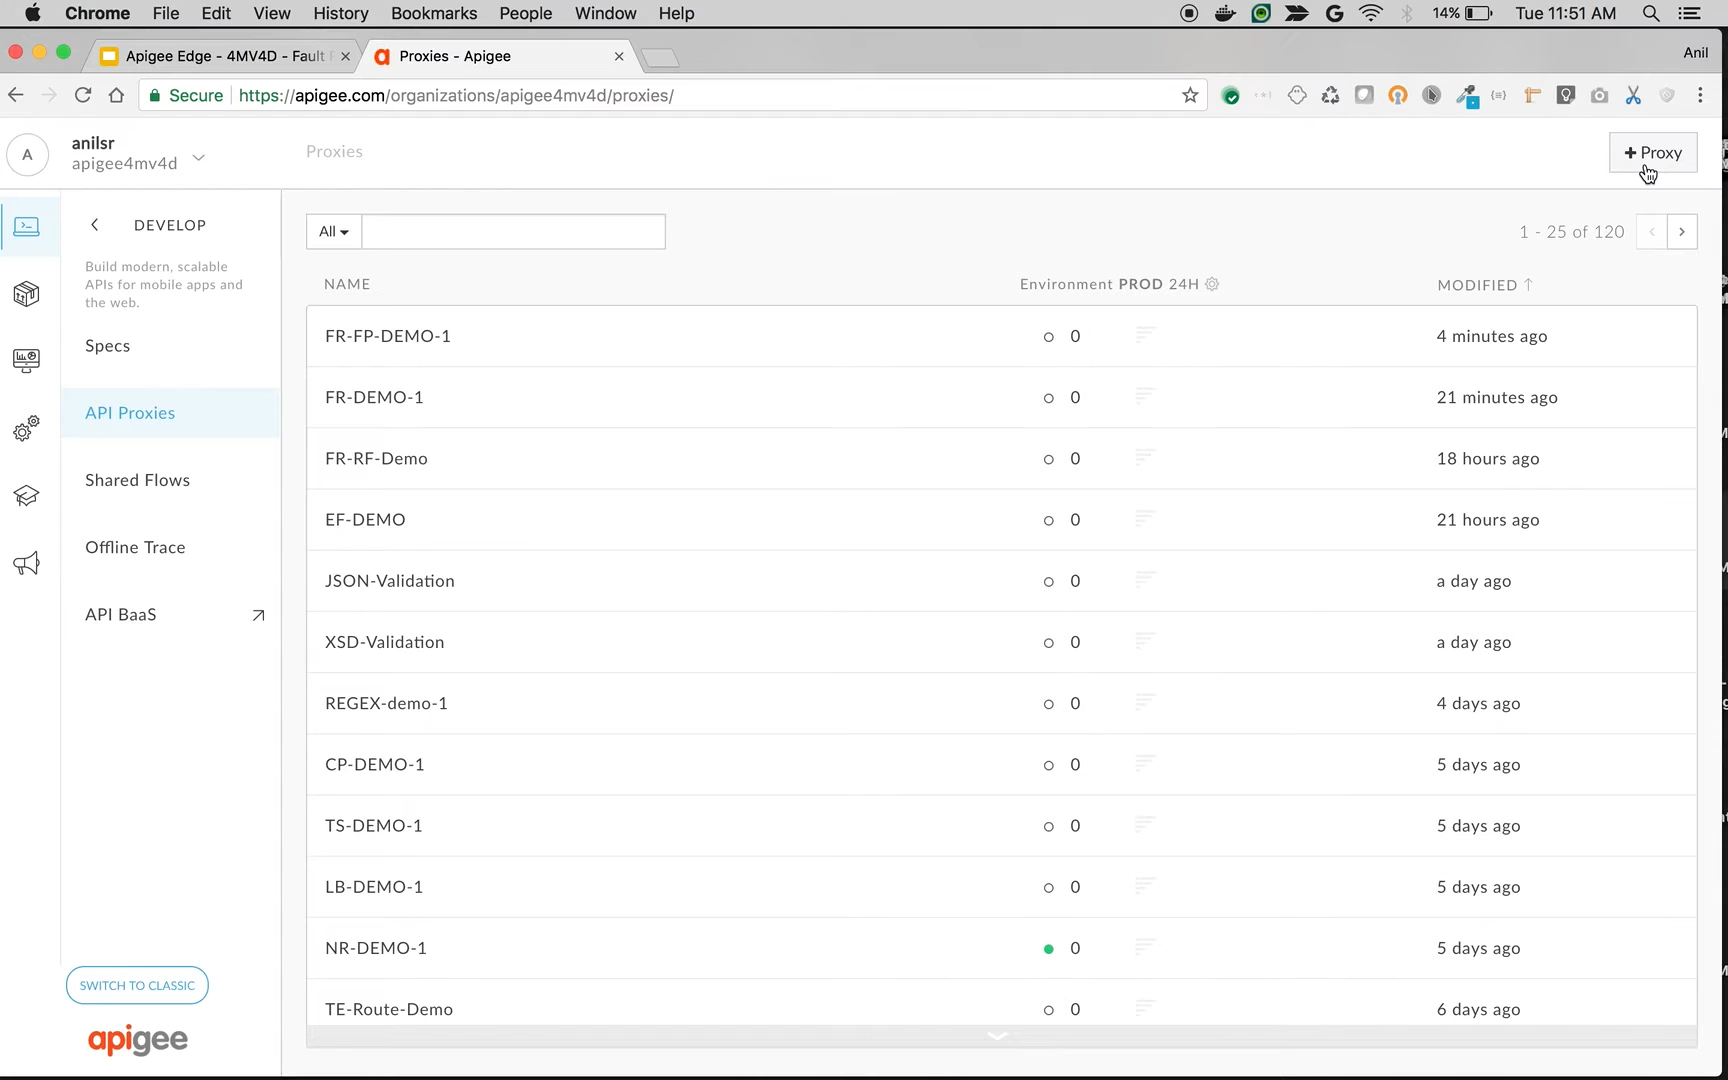 Chrome File Edit View History Bookmarks People Window Help 14% Tue 11:51 AM
Apigee Edge - 4MV4D - Fault Proxies - Apigee Anil
Secure https://apigee.com/organizations/apigee4mv4d/proxies/
A anilsr
apigee4mv4d
Proxies
+ Proxy
DEVELOP
Build modern, scalable
APIs for mobile apps and
the web.
Specs
API Proxies
Shared Flows
Offline Trace
API BaaS
SWITCH TO CLASSIC
apigee
All 1 - 25 of 120
NAME Environment PROD 24H MODIFIED ↑
FR-FP-DEMO-1 0 4 minutes ago
FR-DEMO-1 0 21 minutes ago
FR-RF-Demo 0 18 hours ago
EF-DEMO 0 21 hours ago
JSON-Validation 0 a day ago
XSD-Validation 0 a day ago
REGEX-demo-1 0 4 days ago
CP-DEMO-1 0 5 days ago
TS-DEMO-1 0 5 days ago
LB-DEMO-1 0 5 days ago
NR-DEMO-1 0 5 days ago
TE-Route-Demo 0 6 days ago